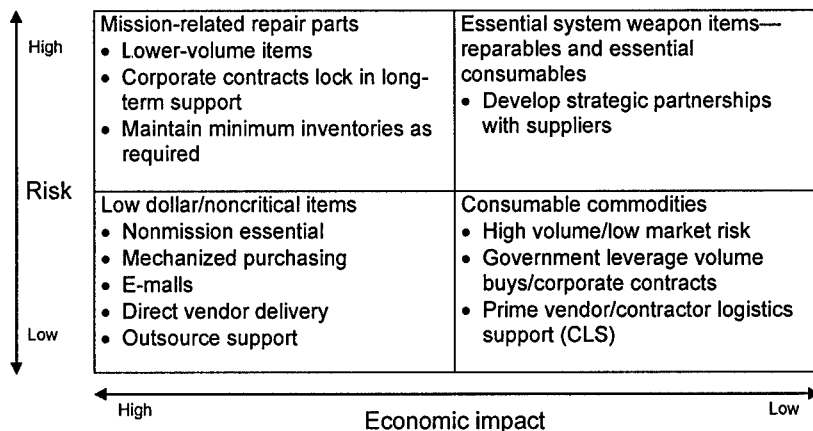 High
Risk
Low
Mission-related repair parts
• Lower-volume items
• Corporate contracts lock in long-
term support
• Maintain minimum inventories as
required
Essential system weapon items—
reparables and essential
consumables
• Develop strategic partnerships
with suppliers
Low dollar/noncritical items
• Nonmission essential
• Mechanized purchasing
• E-malls
• Direct vendor delivery
• Outsource support
Consumable commodities
• High volume/low market risk
• Government leverage volume
buys/corporate contracts
• Prime vendor/contractor logistics
support (CLS)
High
Economic impact
Low